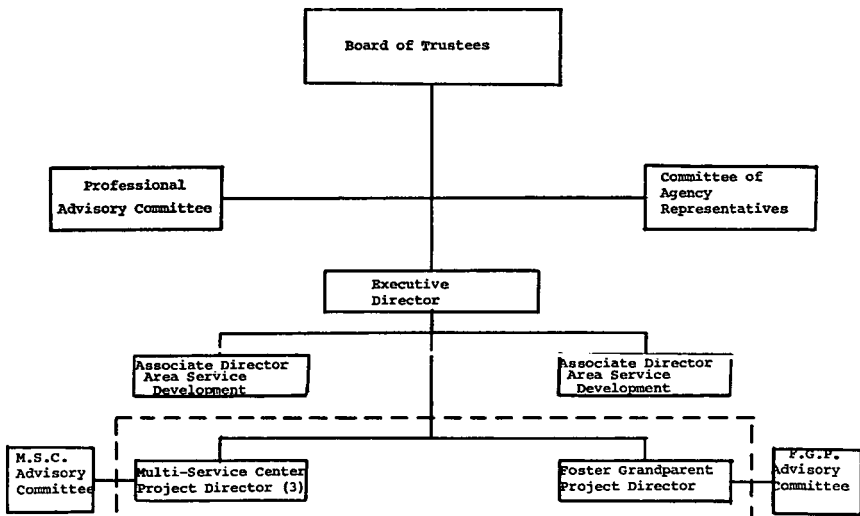 Board of Trustees
Professional
Advisory Committee
Committee of
Agency
Representatives
Executive
Director
Associate Director
Area Service
Development
Associate Director
Area Service
Development
M.S.C.
Advisory
Committee
Multi-Service Center
Project Director (3)
Foster Grandparent
Project Director
F.G.P.
Advisory
Committee